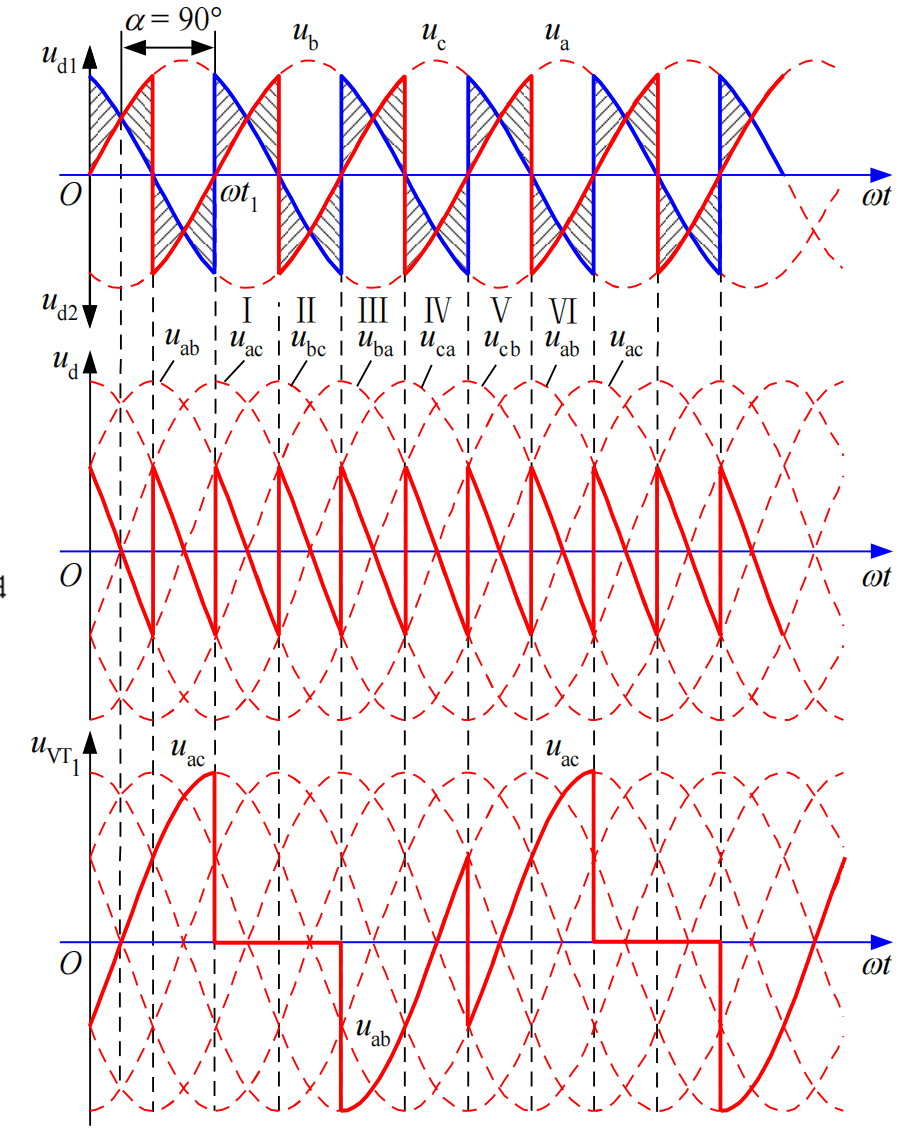 α = 90°
u_b u_c u_a
u_d1
O ωt_1 ωt
u_d2
I II III IV V VI
u_ab u_ac u_bc u_ba u_ca u_cb u_ab u_ac
u_d
O ωt
u_VT_1
u_ac u_ac
O ωt
u_ab